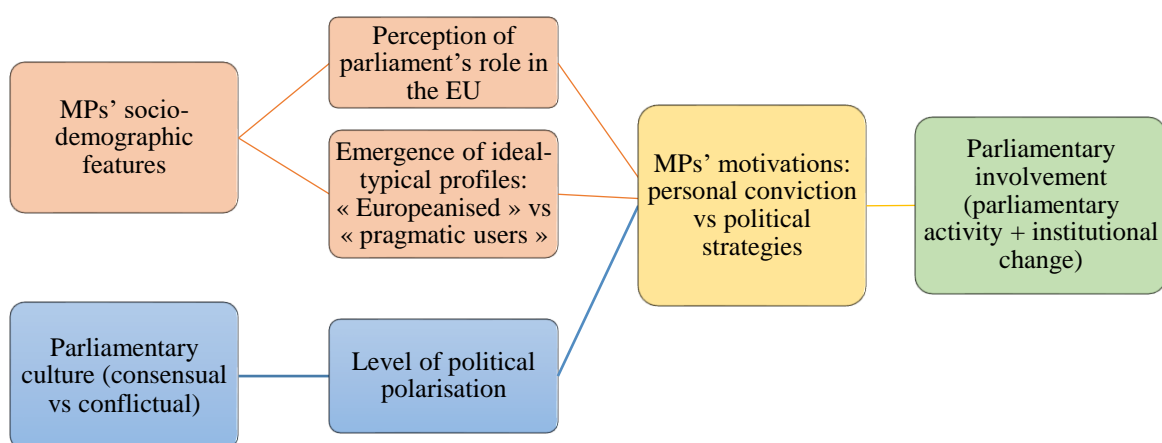 MPs’ socio-
demographic
features
Perception of
parliament’s role in
the EU
Emergence of ideal-
typical profiles:
« Europeanised » vs
« pragmatic users »
Parliamentary
culture (consensual
vs conflictual)
Level of political
polarisation
MPs’ motivations:
personal conviction
vs political
strategies
Parliamentary
involvement
(parliamentary
activity + institutional
change)